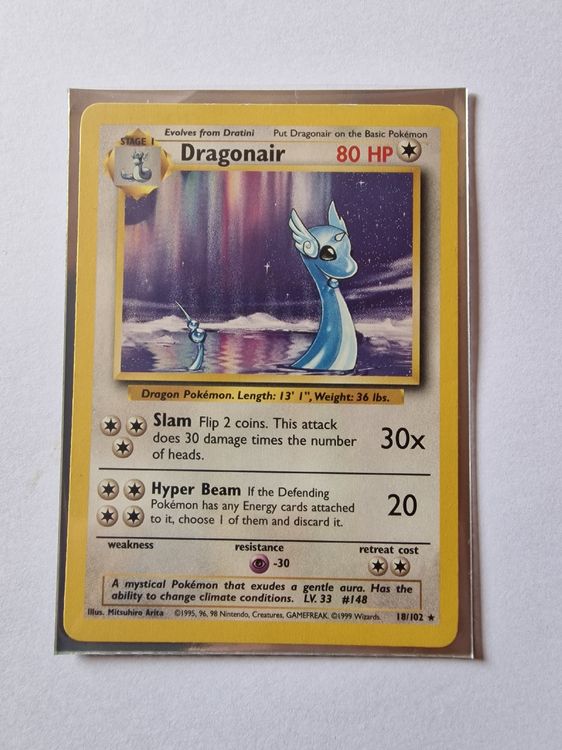 Evolves from Dratini Put Dragonair on the Basic Pokémon
STAGE 1
Dragonair 80 HP
Dragon Pokémon. Length: 13' 1", Weight: 36 lbs.
Slam Flip 2 coins. This attack
does 30 damage times the number
of heads.
30x
Hyper Beam If the Defending
Pokémon has any Energy cards attached
to it, choose 1 of them and discard it.
20
weakness resistance retreat cost
-30
A mystical Pokémon that exudes a gentle aura. Has the
ability to change climate conditions. LV. 33 #148
Illus. Mitsuhiro Arita ©1995, 96, 98 Nintendo, Creatures, GAMEFREAK. ©1999 Wizards. 18/102 ★